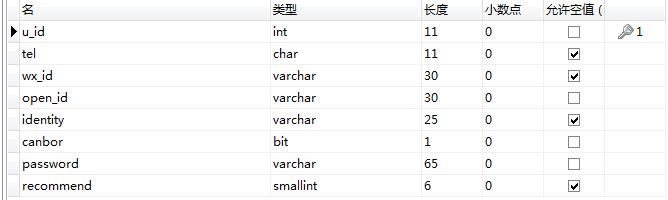 名 类型 长度 小数点 允许空值 (
u_id int 11 0 1
tel char 11 0
wx_id varchar 30 0
open_id varchar 30 0
identity varchar 25 0
canbor bit 1 0
password varchar 65 0
recommend smallint 6 0